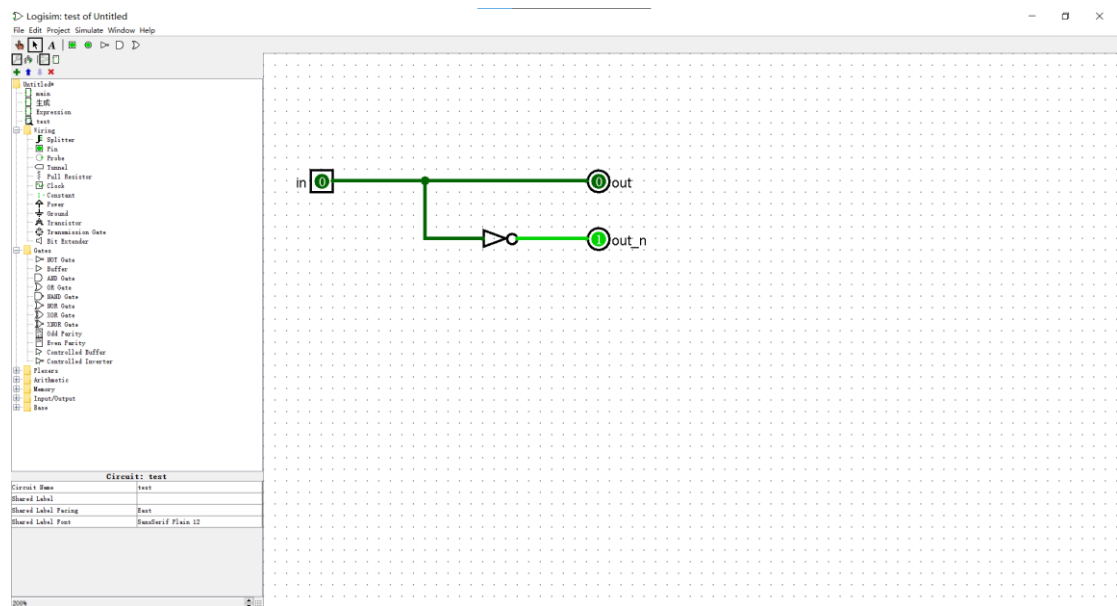 Logisim: test of Untitled
File Edit Project Simulate Window Help
A
Untitled*
main
生成
Expression
test
Wiring
Splitter
Pin
Probe
Tunnel
Pull Resistor
Clock
Constant
Power
Ground
Transistor
Transmission Gate
Bit Extender
Gates
NOT Gate
Buffer
AND Gate
OR Gate
NAND Gate
NOR Gate
XOR Gate
XNOR Gate
Odd Parity
Even Parity
Controlled Buffer
Controlled Inverter
Plexers
Arithmetic
Memory
Input/Output
Base
in 0 0 out
1 out_n
Circuit: test
Circuit Name test
Shared Label
Shared Label Facing East
Shared Label Font SansSerif Plain 12
200%